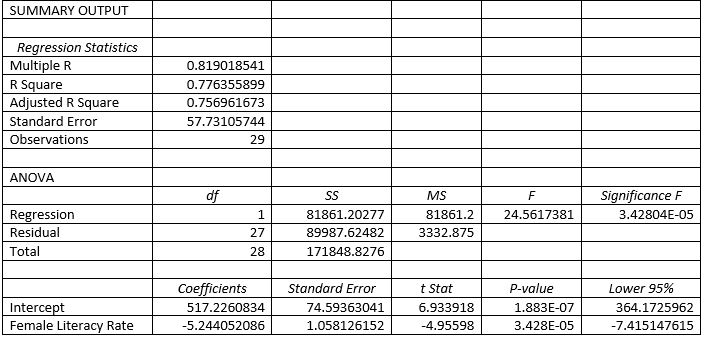 SUMMARY OUTPUT
Regression Statistics
Multiple R 0.819018541
R Square 0.776355899
Adjusted R Square 0.756961673
Standard Error 57.73105744
Observations 29
ANOVA
df SS MS F Significance F
Regression 1 81861.20277 81861.2 24.5617381 3.42804E-05
Residual 27 89987.62482 3332.875
Total 28 171848.8276
Coefficients Standard Error t Stat P-value Lower 95%
Intercept 517.2260834 74.59363041 6.933918 1.883E-07 364.1725962
Female Literacy Rate -5.244052086 1.058126152 -4.95598 3.428E-05 -7.415147615